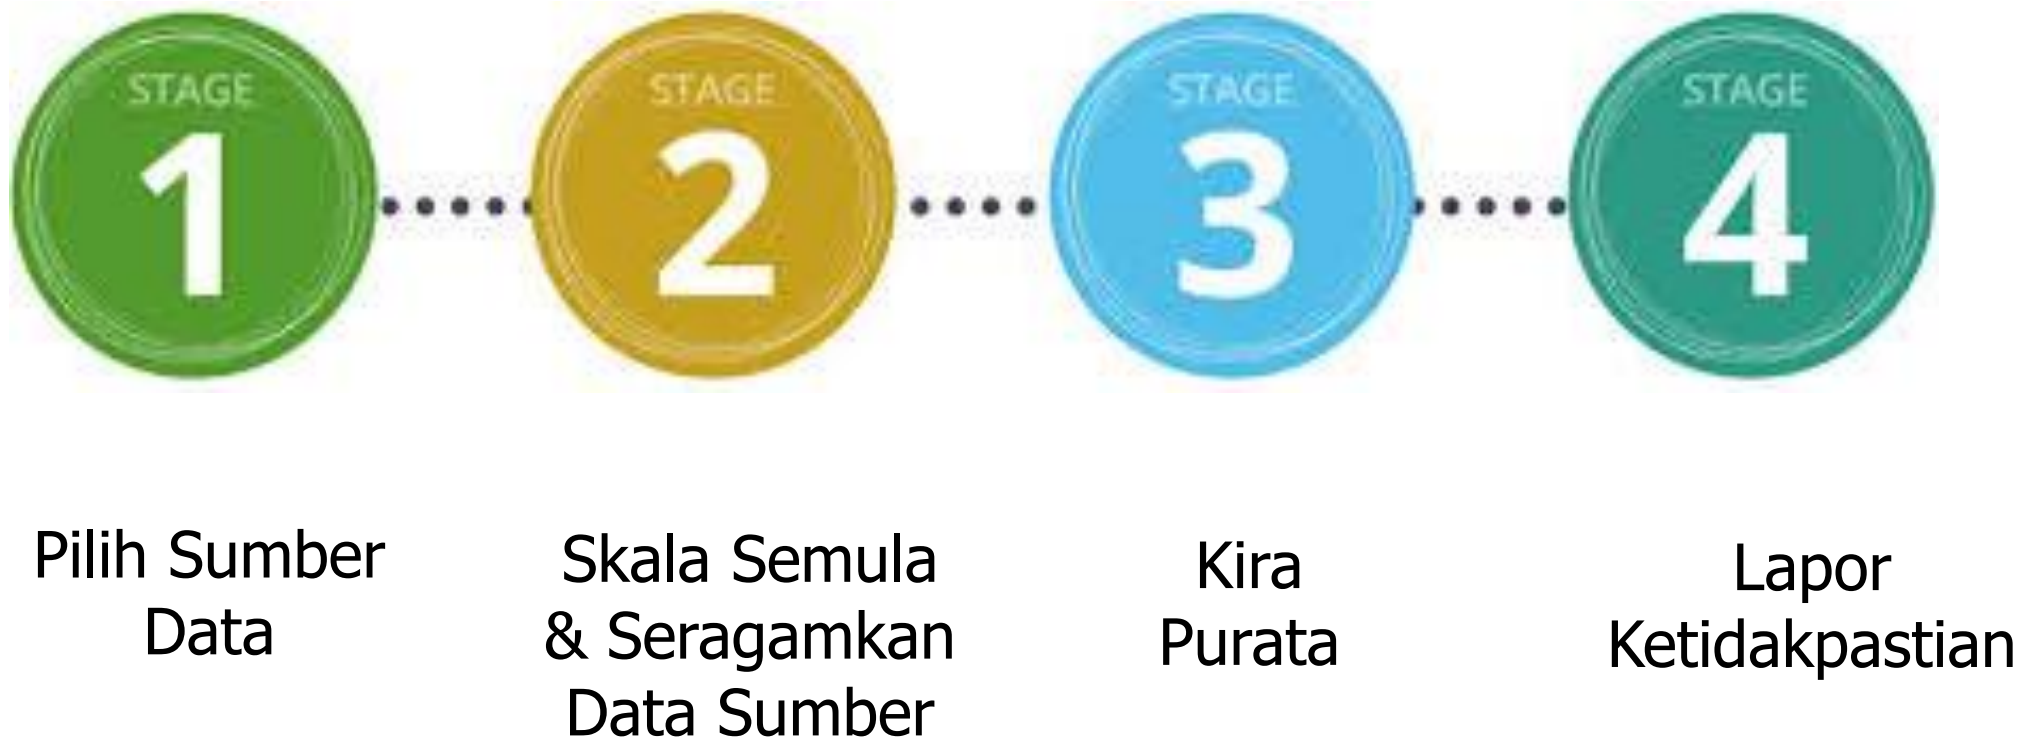 STAGE
1
STAGE
2
STAGE
3
STAGE
4
Pilih Sumber
Data
Skala Semula
& Seragamkan
Data Sumber
Kira
Purata
Lapor
Ketidakpastian